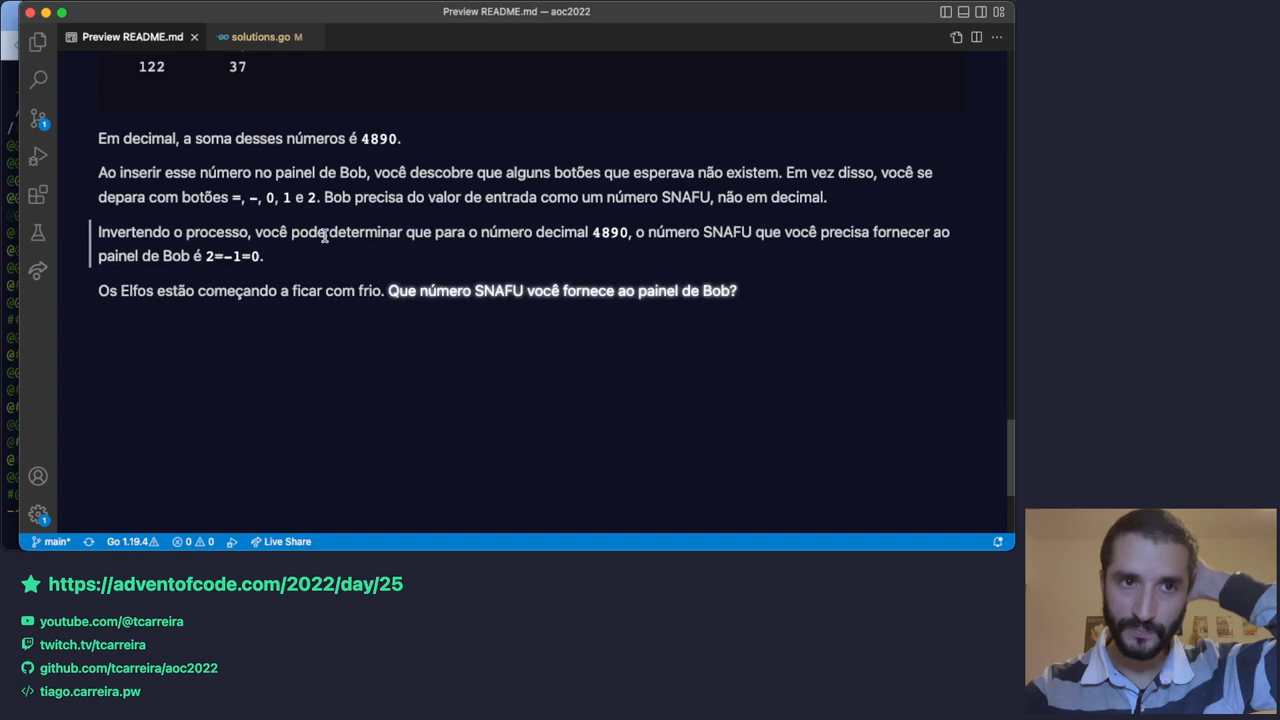 Preview README.md — aoc2022
Preview README.md
solutions.go M
122 37
Em decimal, a soma desses números é 4890.
Ao inserir esse número no painel de Bob, você descobre que alguns botões que esperava não existem. Em vez disso, você se
depara com botões =, -, 0, 1 e 2. Bob precisa do valor de entrada como um número SNAFU, não em decimal.
Invertendo o processo, você pode determinar que para o número decimal 4890, o número SNAFU que você precisa fornecer ao
painel de Bob é 2=-1=0.
Os Elfos estão começando a ficar com frio. Que número SNAFU você fornece ao painel de Bob?
1
1
main* Go 1.19.4 0 0 Live Share
https://adventofcode.com/2022/day/25
youtube.com/@tcarreira
twitch.tv/tcarreira
github.com/tcarreira/aoc2022
tiago.carreira.pw